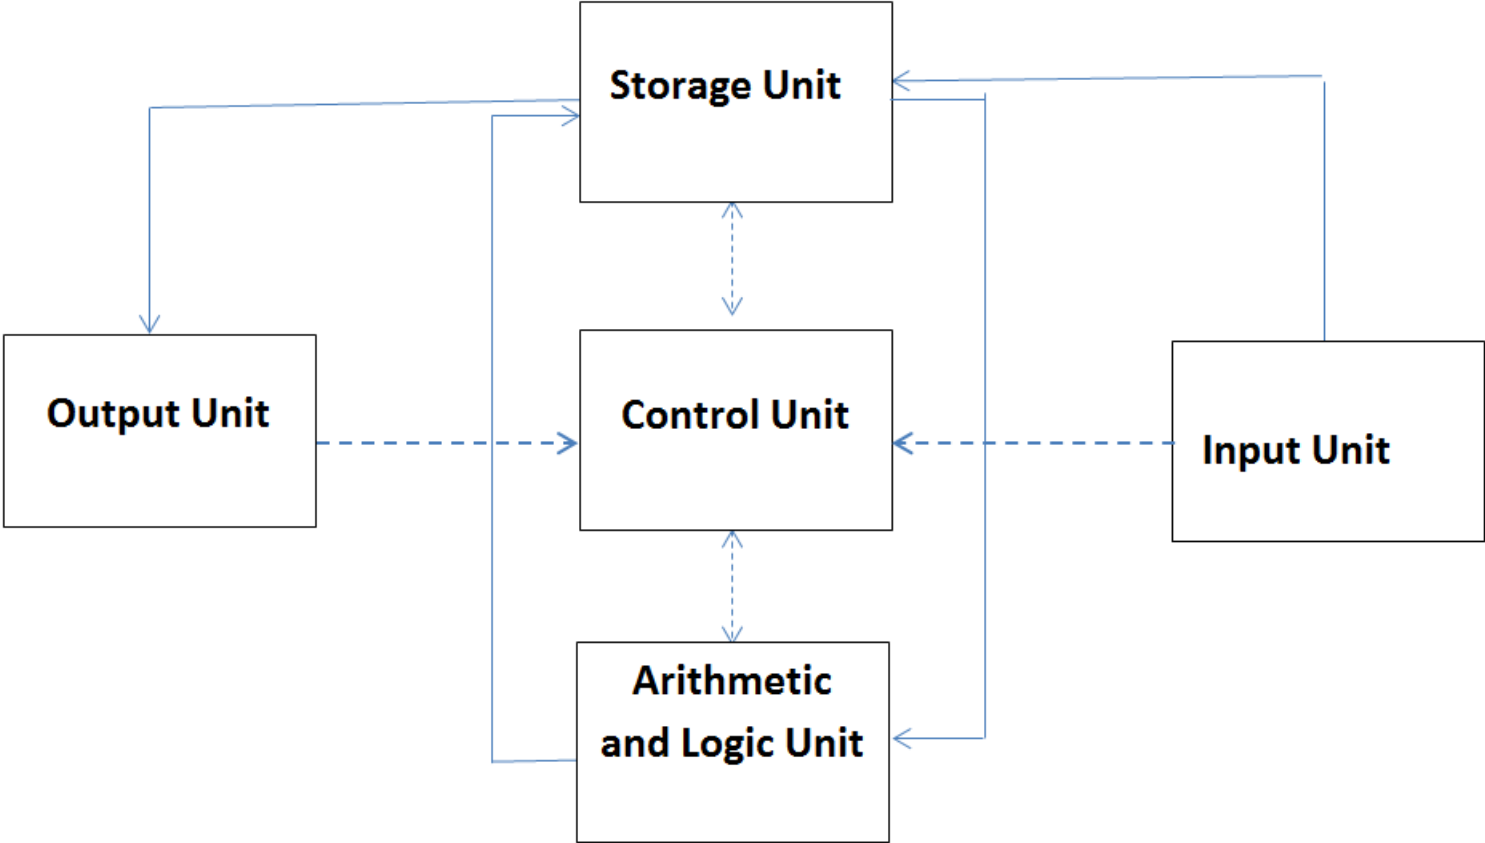 Storage Unit
Output Unit
Control Unit
Input Unit
Arithmetic
and Logic Unit